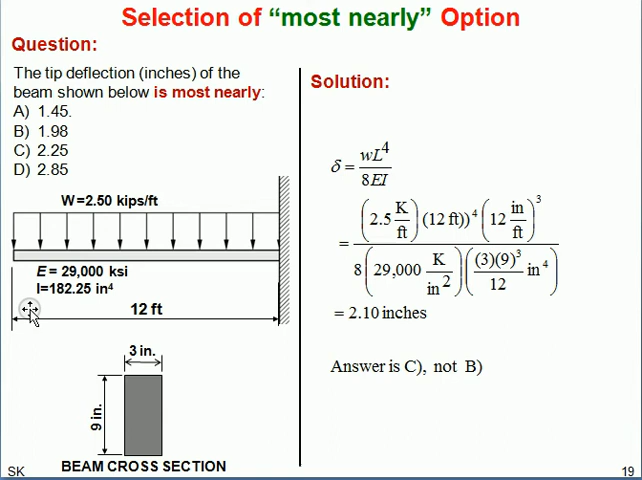 Selection of “most nearly” Option
Question:
The tip deflection (inches) of the
beam shown below is most nearly:
A) 1.45.
B) 1.98
C) 2.25
D) 2.85
W=2.50 kips/ft
E = 29,000 ksi
I=182.25 in⁴
12 ft
3 in.
9 in.
BEAM CROSS SECTION
SK
Solution:
δ = wL⁴ / 8EI
= (2.5 K/ft) (12 ft))⁴ (12 in/ft)³ / 8 (29,000 K/in²) ((3)(9)³/12 in⁴)
= 2.10 inches
Answer is C), not B)
19